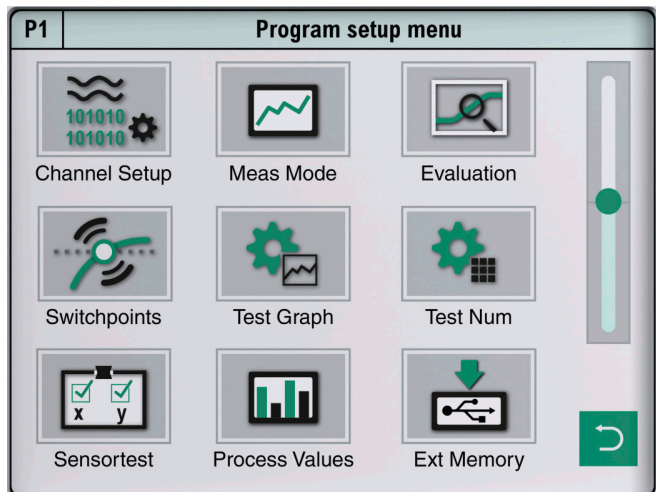 P1 Program setup menu
101010
101010
Channel Setup Meas Mode Evaluation
Switchpoints Test Graph Test Num
x y
Sensortest Process Values Ext Memory